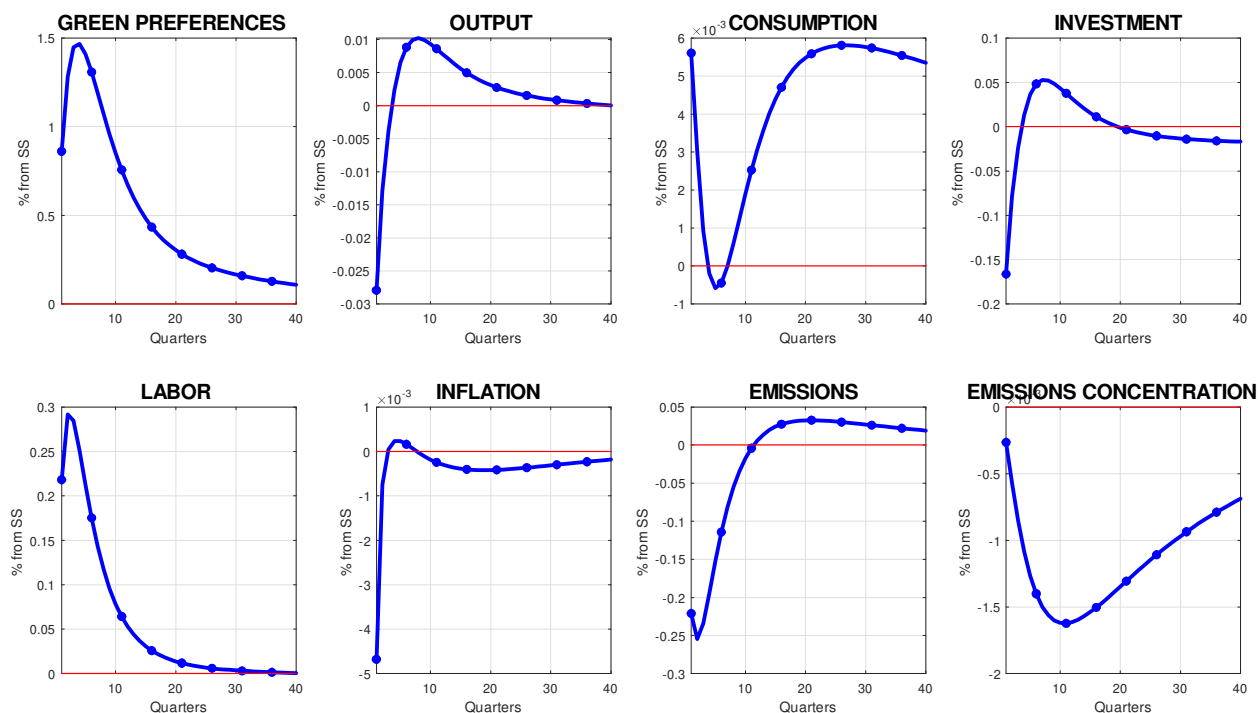 GREEN PREFERENCES
1.5
1
0.5
0
% from SS
10 20 30 40
Quarters
OUTPUT
0.01
0.005
0
-0.005
-0.01
-0.015
-0.02
-0.025
-0.03
% from SS
10 20 30 40
Quarters
×10⁻³ CONSUMPTION
6
5
4
3
2
1
0
-1
% from SS
10 20 30 40
Quarters
INVESTMENT
0.1
0.05
0
-0.05
-0.1
-0.15
-0.2
% from SS
10 20 30 40
Quarters
LABOR
0.3
0.25
0.2
0.15
0.1
0.05
0
% from SS
10 20 30 40
Quarters
INFLATION
×10⁻³
1
0
-1
-2
-3
-4
-5
% from SS
10 20 30 40
Quarters
EMISSIONS
0.05
0
-0.05
-0.1
-0.15
-0.2
-0.25
-0.3
% from SS
10 20 30 40
Quarters
EMISSIONS CONCENTRATION
0
-0.5
-1
-1.5
-2
% from SS
10 20 30 40
Quarters